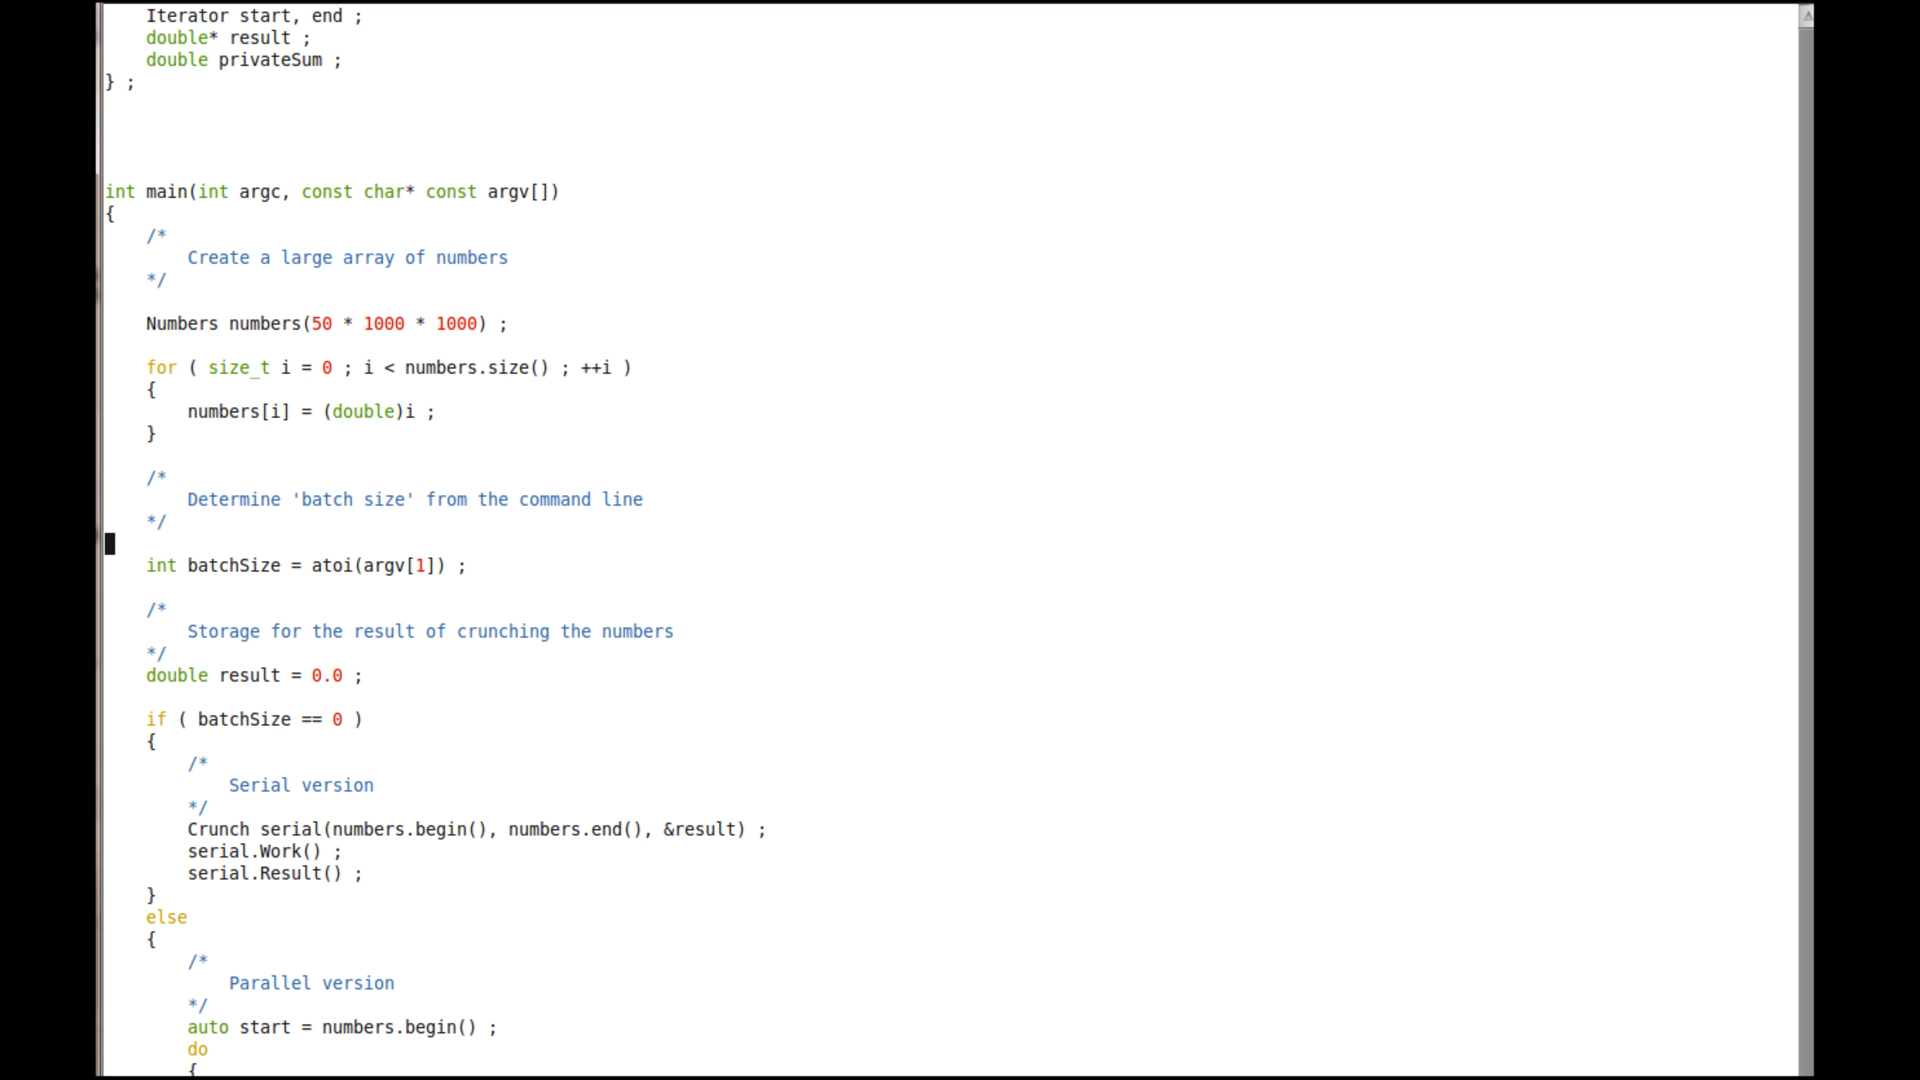 Iterator start, end ;
double* result ;
double privateSum ;
} ;
int main(int argc, const char* const argv[])
{
/*
Create a large array of numbers
*/
Numbers numbers(50 * 1000 * 1000) ;
for ( size_t i = 0 ; i < numbers.size() ; ++i )
{
numbers[i] = (double)i ;
}
/*
Determine 'batch size' from the command line
*/
int batchSize = atoi(argv[1]) ;
/*
Storage for the result of crunching the numbers
*/
double result = 0.0 ;
if ( batchSize == 0 )
{
/*
Serial version
*/
Crunch serial(numbers.begin(), numbers.end(), &result) ;
serial.Work() ;
serial.Result() ;
}
else
{
/*
Parallel version
*/
auto start = numbers.begin() ;
do
{